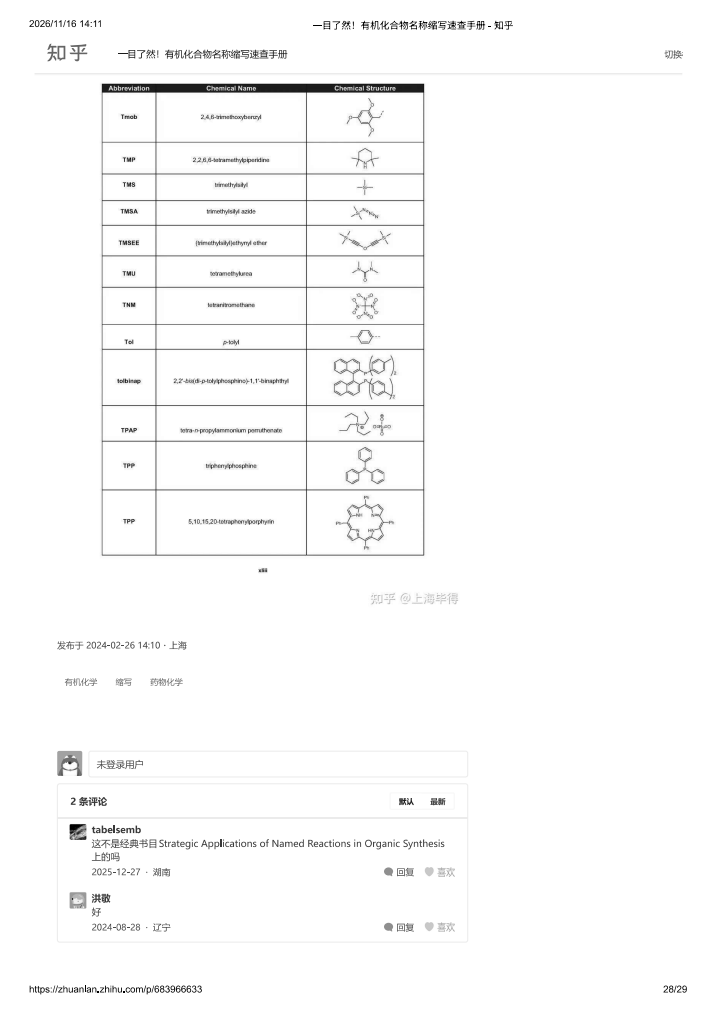 2026/11/16 14:11
一目了然！有机化合物名称缩写速查手册 - 知乎
知乎
一目了然！有机化合物名称缩写速查手册
切换
Abbreviation Chemical Name Chemical Structure
Tmob 2,4,6-trimethoxybenzyl
TMP 2,2,6,6-tetramethylpiperidine
TMS trimethylsilyl
TMSA trimethylsilyl azide
TMSEE (trimethylsilyl)ethynyl ether
TMU tetramethylurea
TNM tetranitromethane
Tol p-tolyl
tolbinap 2,2'-bis(di-p-tolylphosphino)-1,1'-binaphthyl
TPAP tetra-n-propylammonium perruthenate
TPP triphenylphosphine
TPP 5,10,15,20-tetraphenylporphyrin
知乎 @上海毕得
发布于 2024-02-26 14:10 · 上海
有机化学 缩写 药物化学
未登录用户
2 条评论
默认 最新
tabelsemb
这不是经典书目Strategic Applications of Named Reactions in Organic Synthesis
上的吗
2025-12-27 · 湖南
回复 喜欢
洪敬
好
2024-08-28 · 辽宁
回复 喜欢
https://zhuanlan.zhihu.com/p/683966633
28/29